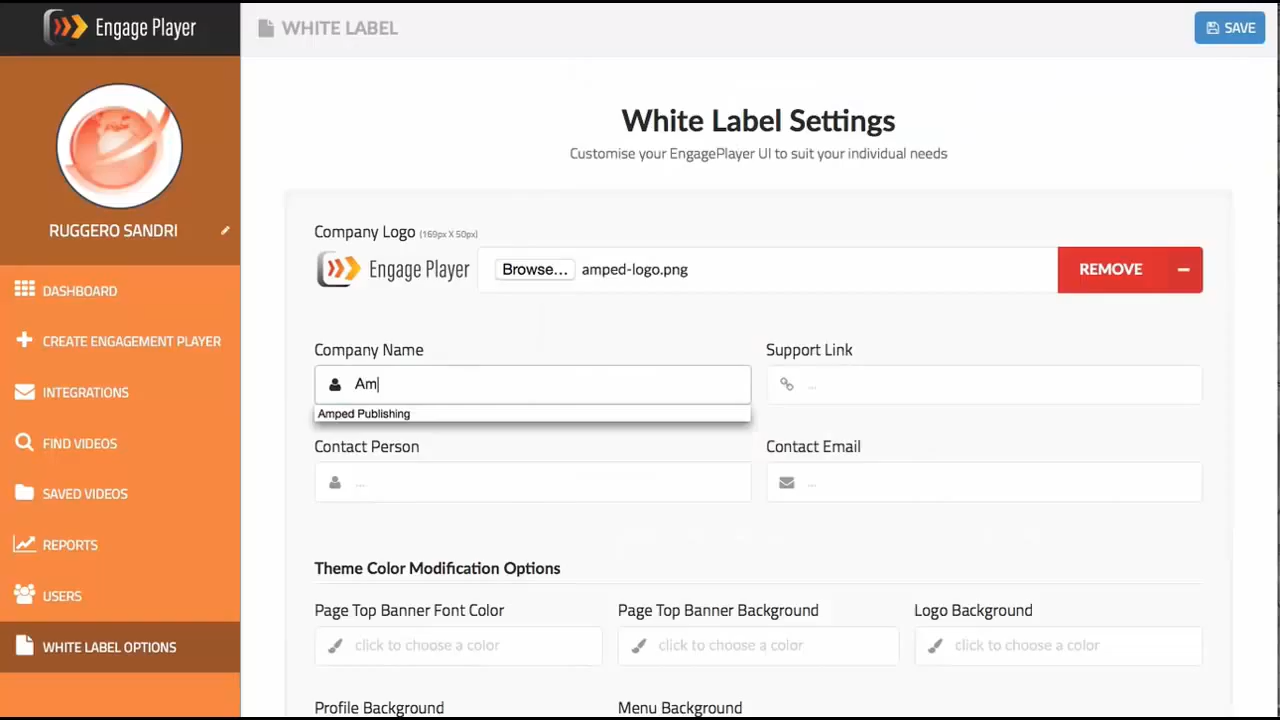 Engage Player
WHITE LABEL
SAVE
RUGGERO SANDRI
DASHBOARD
CREATE ENGAGEMENT PLAYER
INTEGRATIONS
FIND VIDEOS
SAVED VIDEOS
REPORTS
USERS
WHITE LABEL OPTIONS
White Label Settings
Customise your EngagePlayer UI to suit your individual needs
Company Logo (169px X 50px)
Engage Player
Browse... amped-logo.png
REMOVE
Company Name
Support Link
Am
...
Amped Publishing
Contact Person
Contact Email
...
...
Theme Color Modification Options
Page Top Banner Font Color
Page Top Banner Background
Logo Background
click to choose a color
click to choose a color
click to choose a color
Profile Background
Menu Background